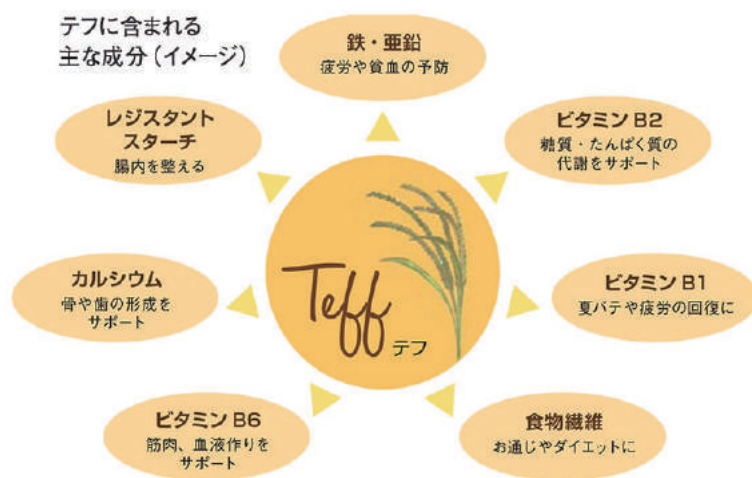 テフに含まれる
主な成分（イメージ）
鉄・亜鉛
疲労や貧血の予防
レジスタント
スターチ
腸内を整える
ビタミン B2
糖質・たんぱく質の
代謝をサポート
カルシウム
骨や歯の形成を
サポート
Teff
テフ
ビタミン B1
夏バテや疲労の回復に
ビタミン B6
筋肉、血液作りを
サポート
食物繊維
お通じやダイエットに